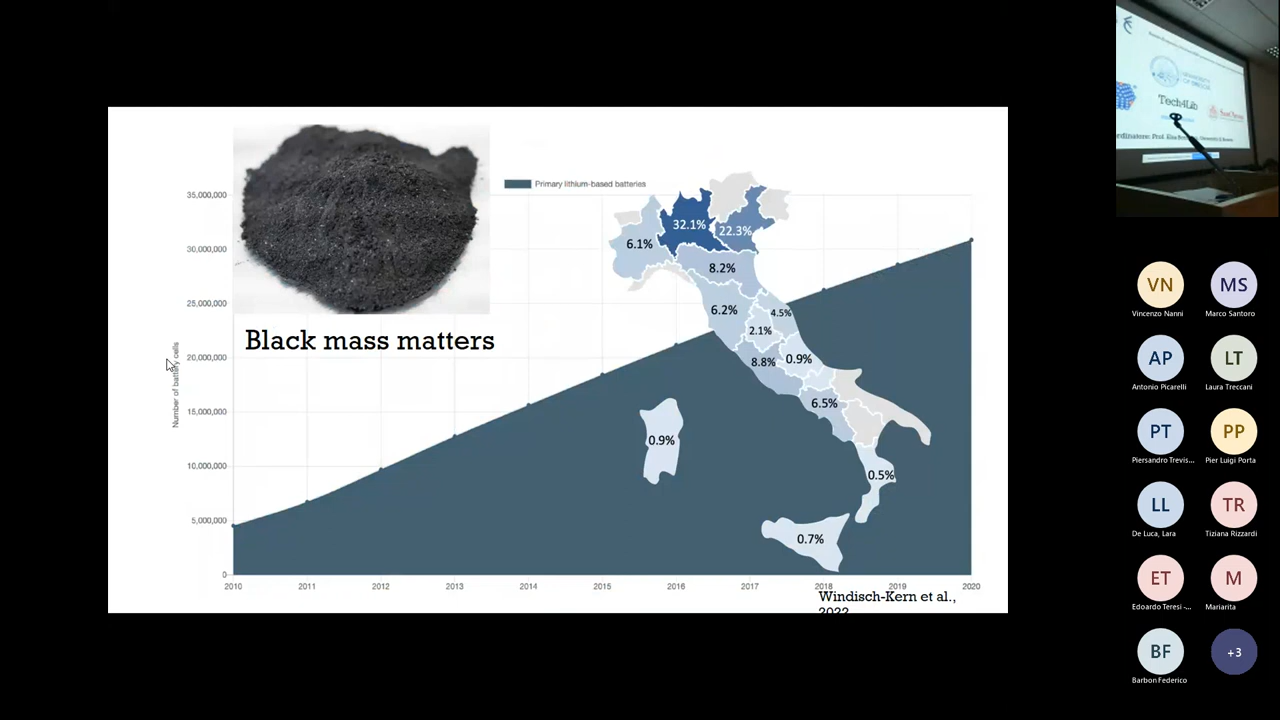 Primary lithium-based batteries
35,000,000
30,000,000
25,000,000
20,000,000
15,000,000
10,000,000
5,000,000
0
Number of battery cells
Black mass matters
6.1%
32.1%
22.3%
8.2%
6.2%
4.5%
2.1%
8.8%
0.9%
6.5%
0.9%
0.5%
0.7%
2010
2011
2012
2013
2014
2015
2016
2017
2018
2019
2020
Windisch-Kern et al.,
2022
Tech4Lib
VN
Vincenzo Nanni
MS
Marco Santoro
AP
Antonio Picarelli
LT
Laura Treccani
PT
Piersandro Trevis...
PP
Pier Luigi Porta
LL
De Luca, Lara
TR
Tiziana Rizzardi
ET
Edoardo Teresi -...
M
Mariarita
BF
Barbon Federico
+3